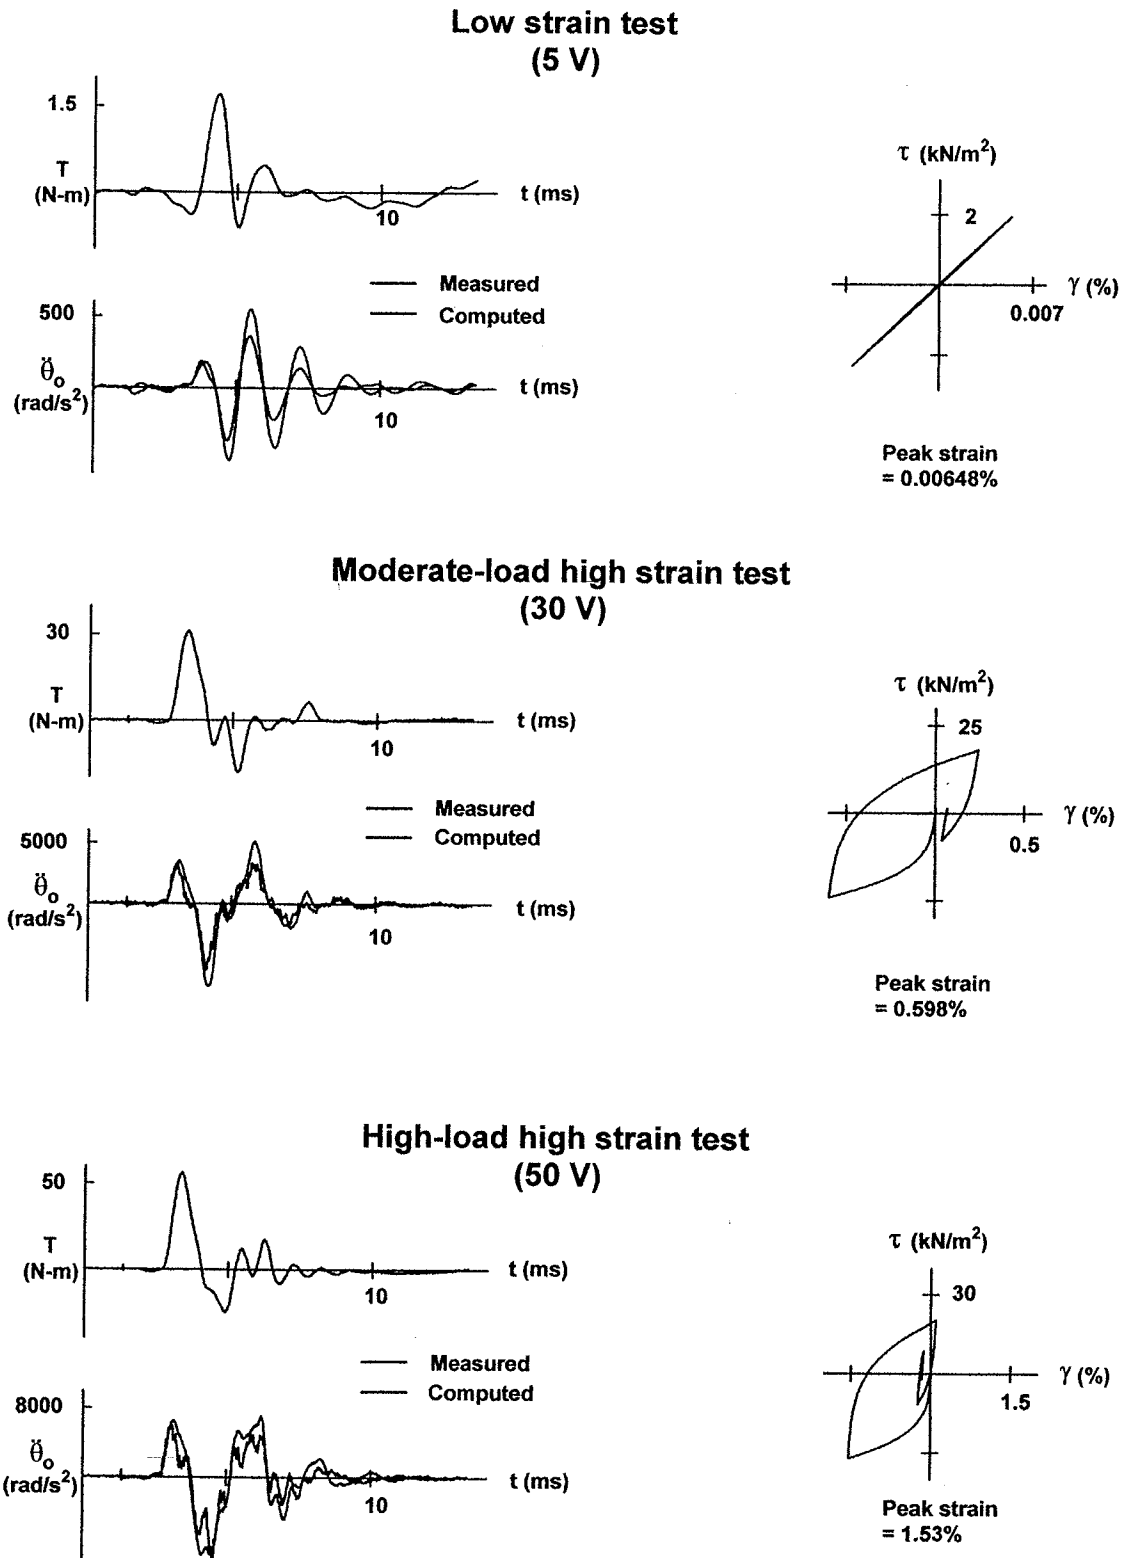 Low strain test
(5 V)
1.5
T
(N-m)
t (ms)
10
τ (kN/m²)
2
γ (%)
0.007
Measured
Computed
500
θ̈ₒ
(rad/s²)
t (ms)
10
Peak strain
= 0.00648%
Moderate-load high strain test
(30 V)
30
T
(N-m)
t (ms)
10
τ (kN/m²)
25
γ (%)
0.5
Measured
Computed
5000
θ̈ₒ
(rad/s²)
t (ms)
10
Peak strain
= 0.598%
High-load high strain test
(50 V)
50
T
(N-m)
t (ms)
10
τ (kN/m²)
30
γ (%)
1.5
Measured
Computed
8000
θ̈ₒ
(rad/s²)
t (ms)
10
Peak strain
= 1.53%